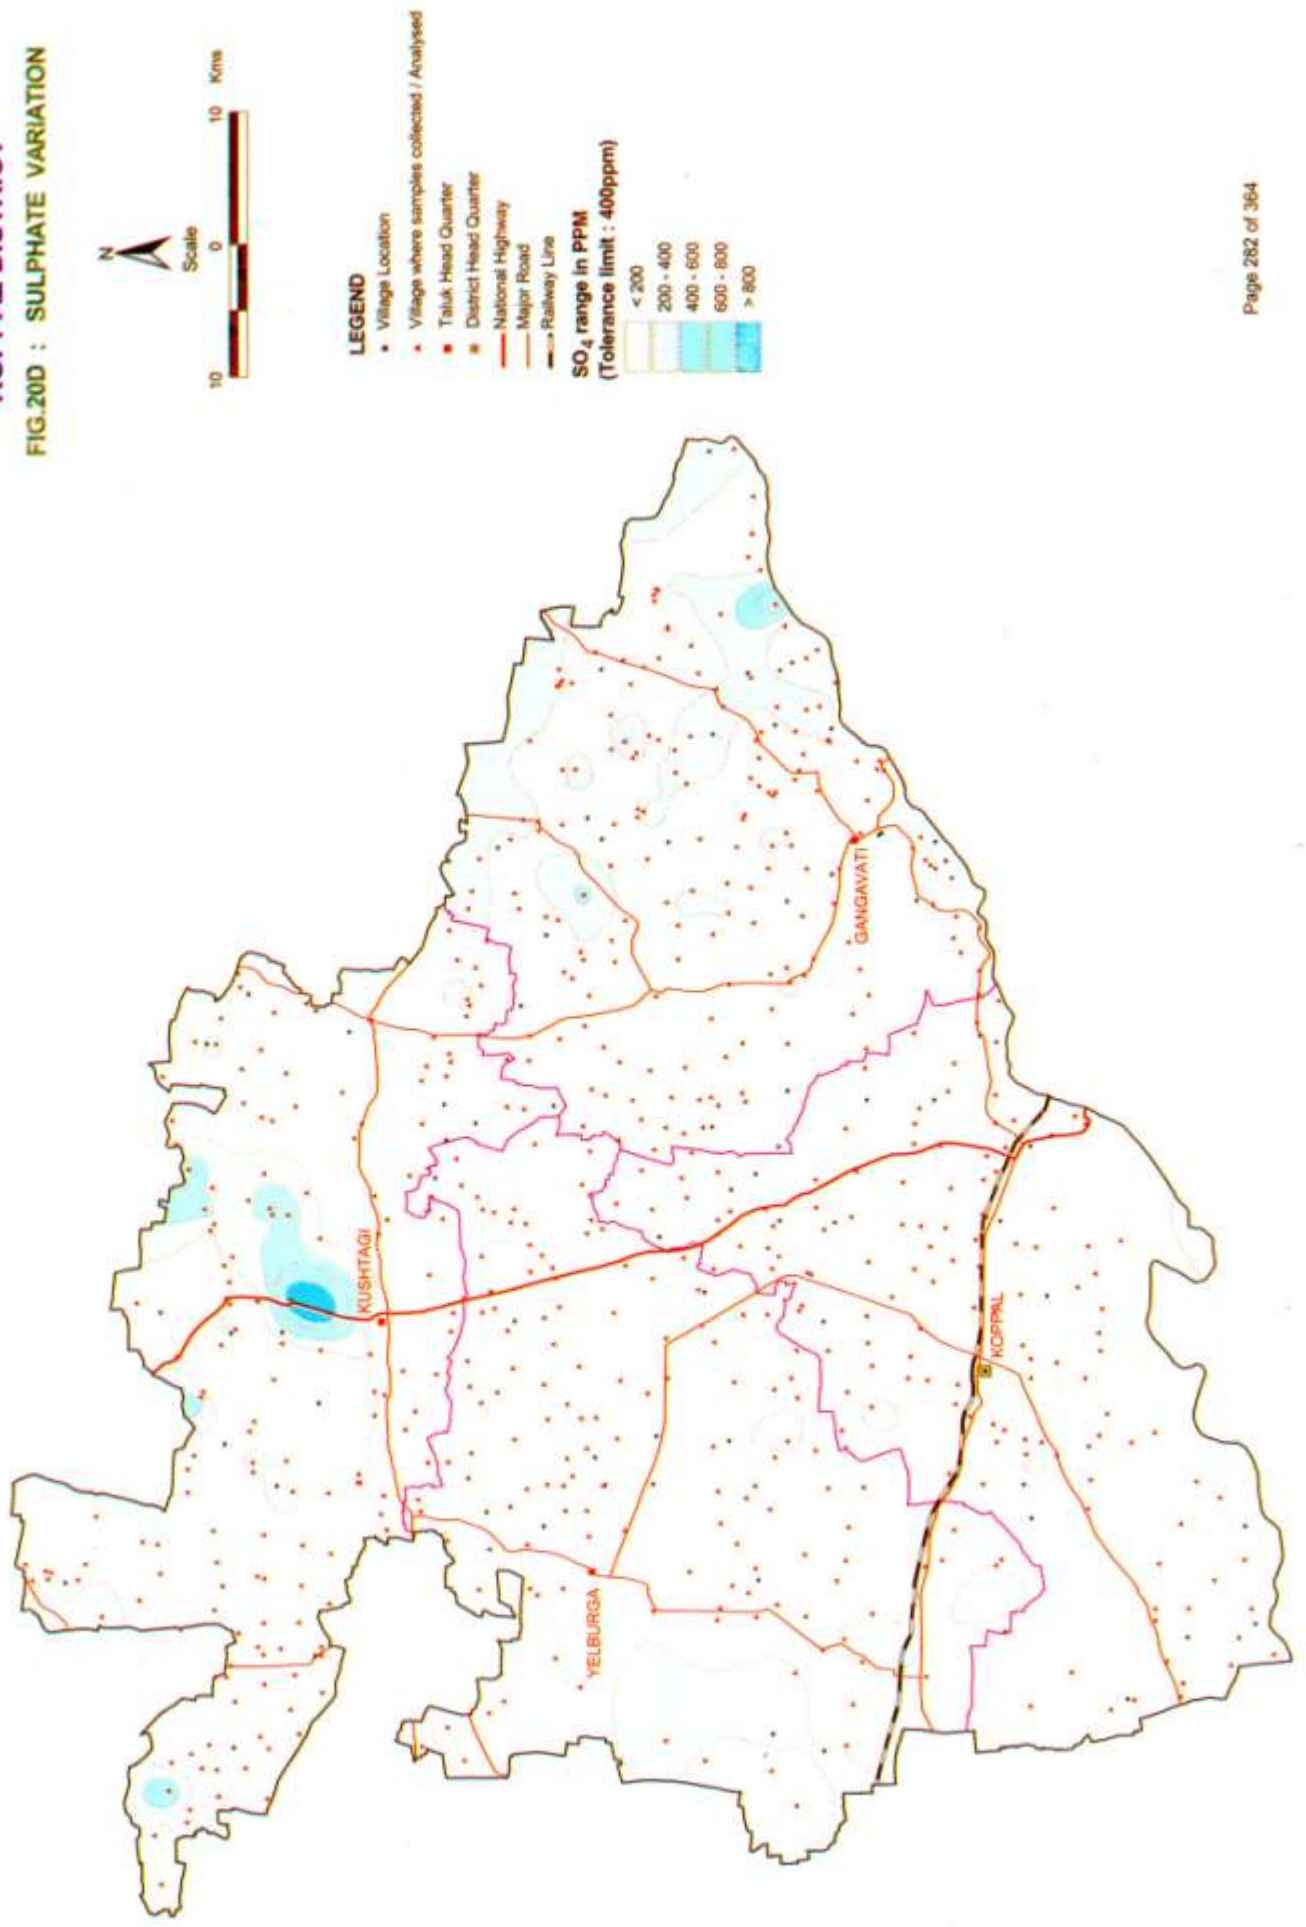 FIG.20D : SULPHATE VARIATION
N
Scale
10 0 10 Kms
LEGEND
Village Location
Village where samples collected / Analysed
Taluk Head Quarter
District Head Quarter
National Highway
Major Road
Railway Line
SO4 range in PPM
(Tolerance limit : 400ppm)
< 200
200 - 400
400 - 600
600 - 800
> 800
KUSHTAGI
YELBURGA
GANGAVATI
KOPPAL
Page 282 of 364